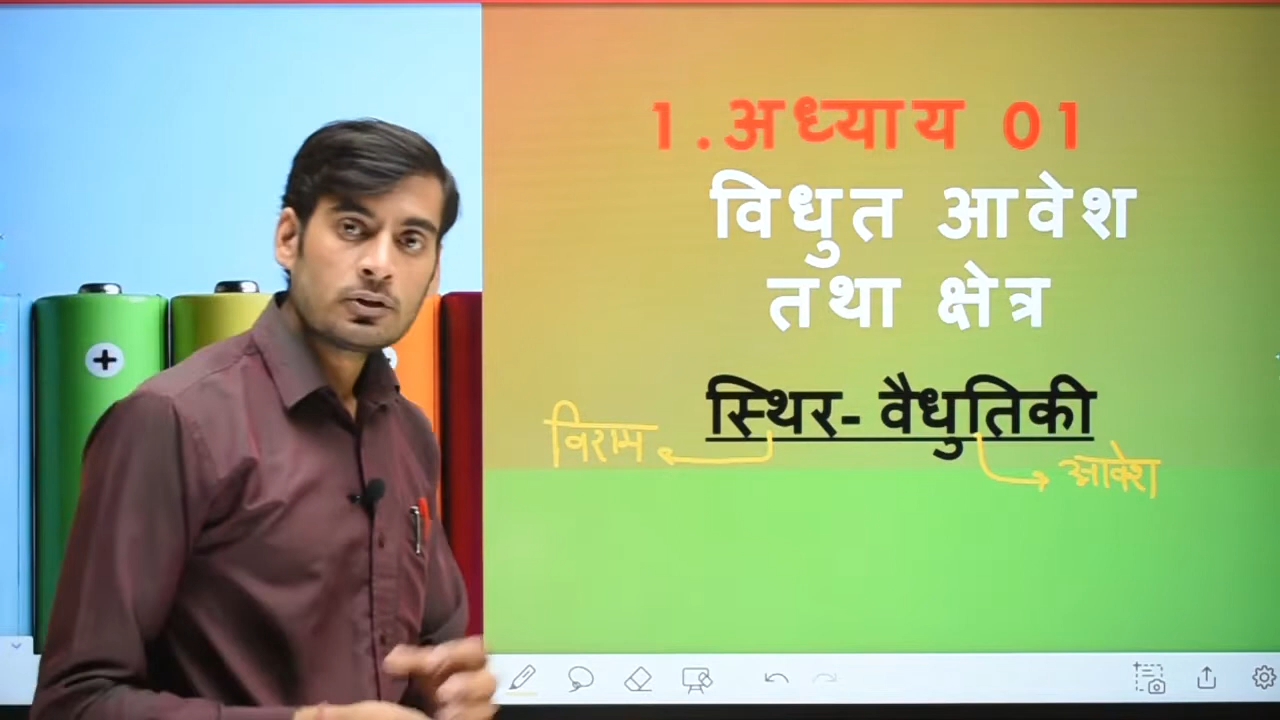 1.अध्याय 01
विधुत आवेश
तथा क्षेत्र
स्थिर- वैधुतिकी
विराम
आवेश